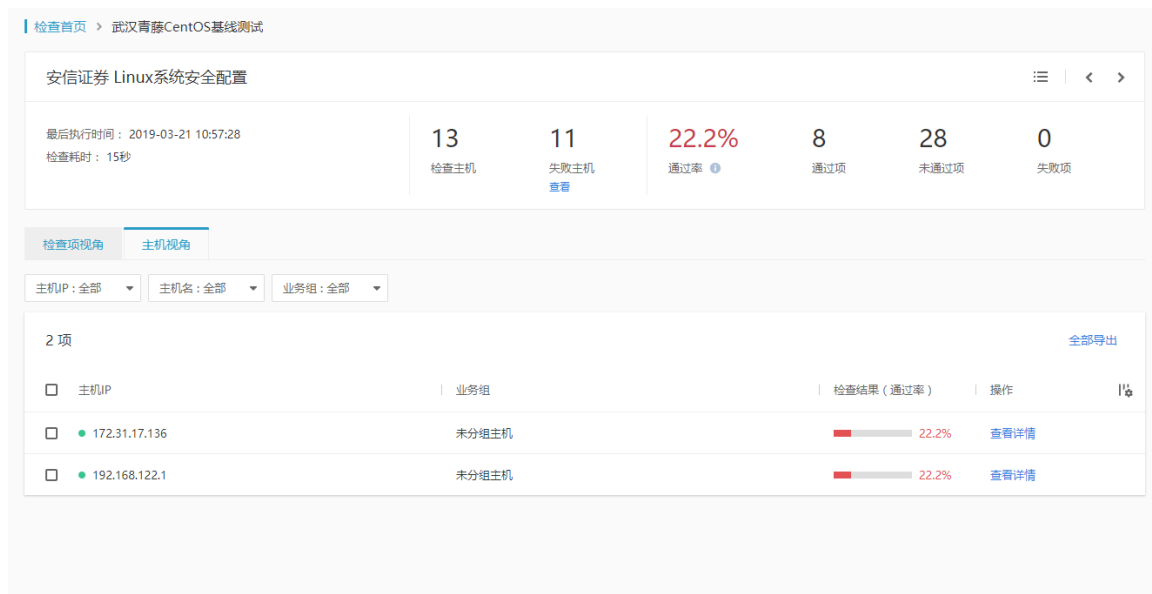 检查首页 > 武汉青藤CentOS基线测试
安信证券 Linux系统安全配置
最后执行时间： 2019-03-21 10:57:28
检查耗时： 15秒
13 11 22.2% 8 28 0
检查主机 失败主机 通过率 通过项 未通过项 失败项
查看
检查项视角 主机视角
主机IP : 全部 主机名 : 全部 业务组 : 全部
2 项 全部导出
主机IP 业务组 检查结果 ( 通过率 ) 操作
172.31.17.136 未分组主机 22.2% 查看详情
192.168.122.1 未分组主机 22.2% 查看详情